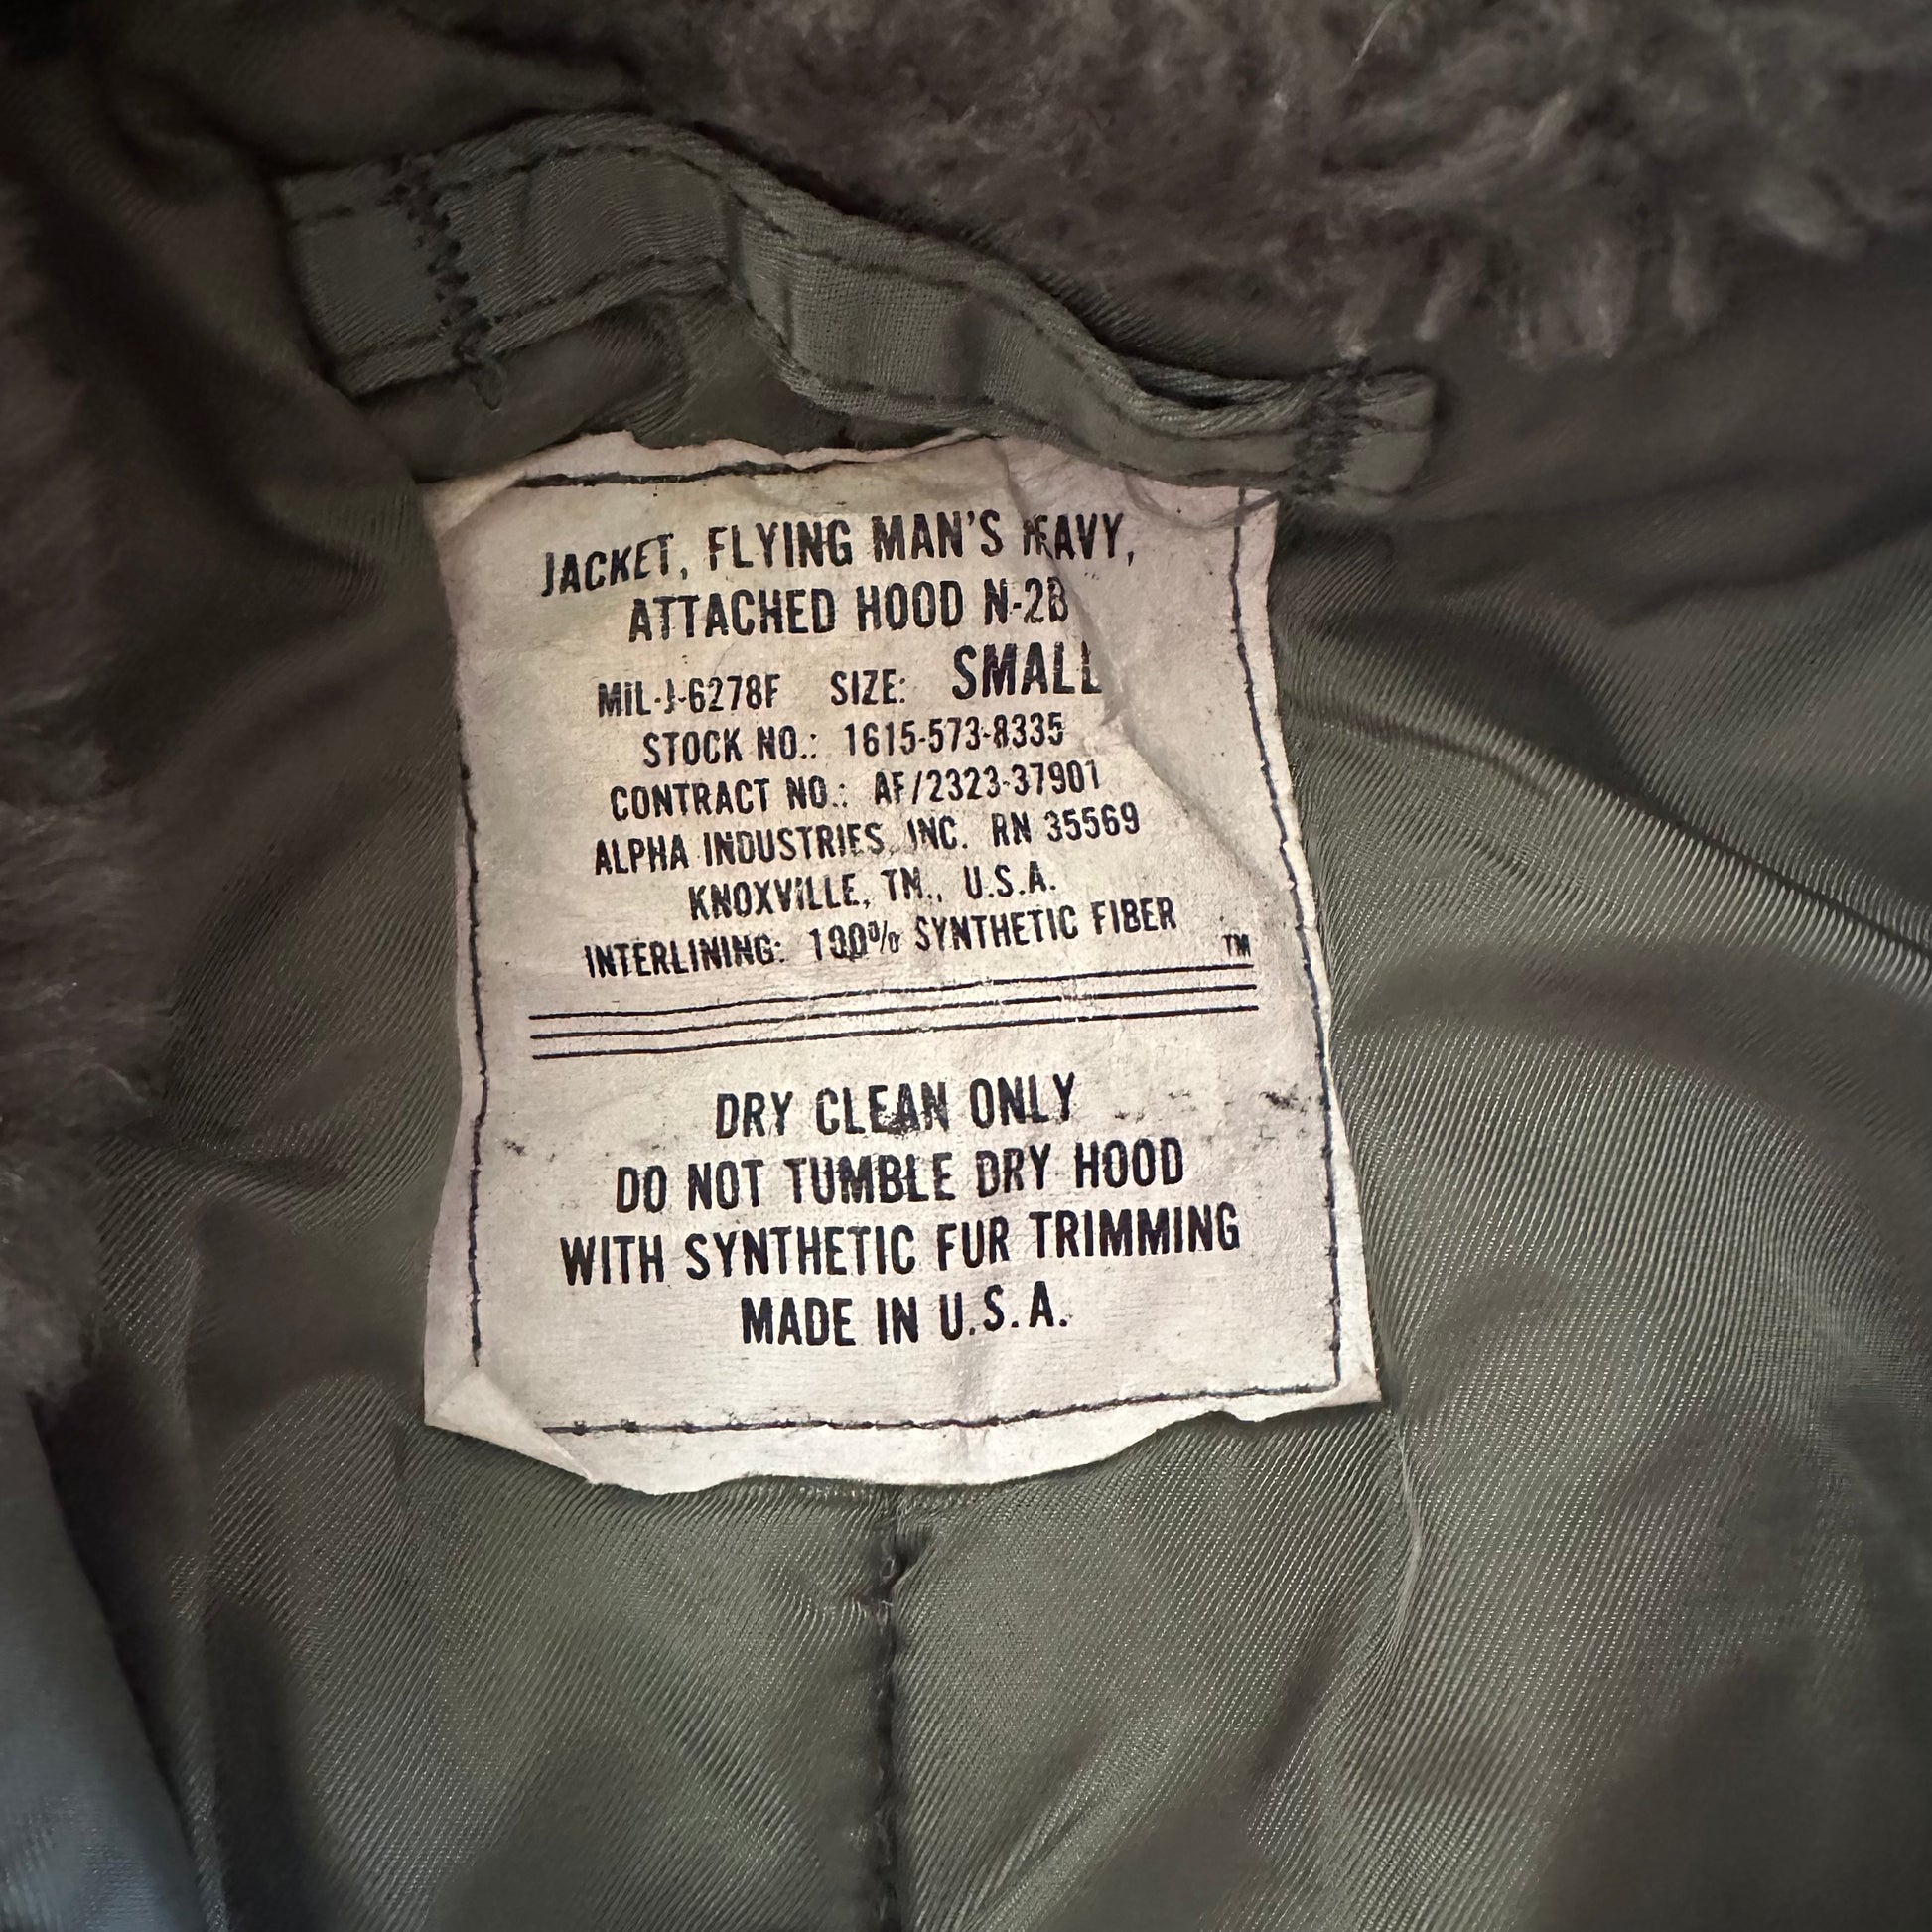 JACKET, FLYING MAN'S HEAVY,
ATTACHED HOOD N-2B
MIL-J-6278F SIZE: SMALL
STOCK NO.: 1615-573-8335
CONTRACT NO.: AF/2323-37901
ALPHA INDUSTRIES, INC. RN 35569
KNOXVILLE, TN., U.S.A.
INTERLINING: 100% SYNTHETIC FIBER
TM
DRY CLEAN ONLY
DO NOT TUMBLE DRY HOOD
WITH SYNTHETIC FUR TRIMMING
MADE IN U.S.A.